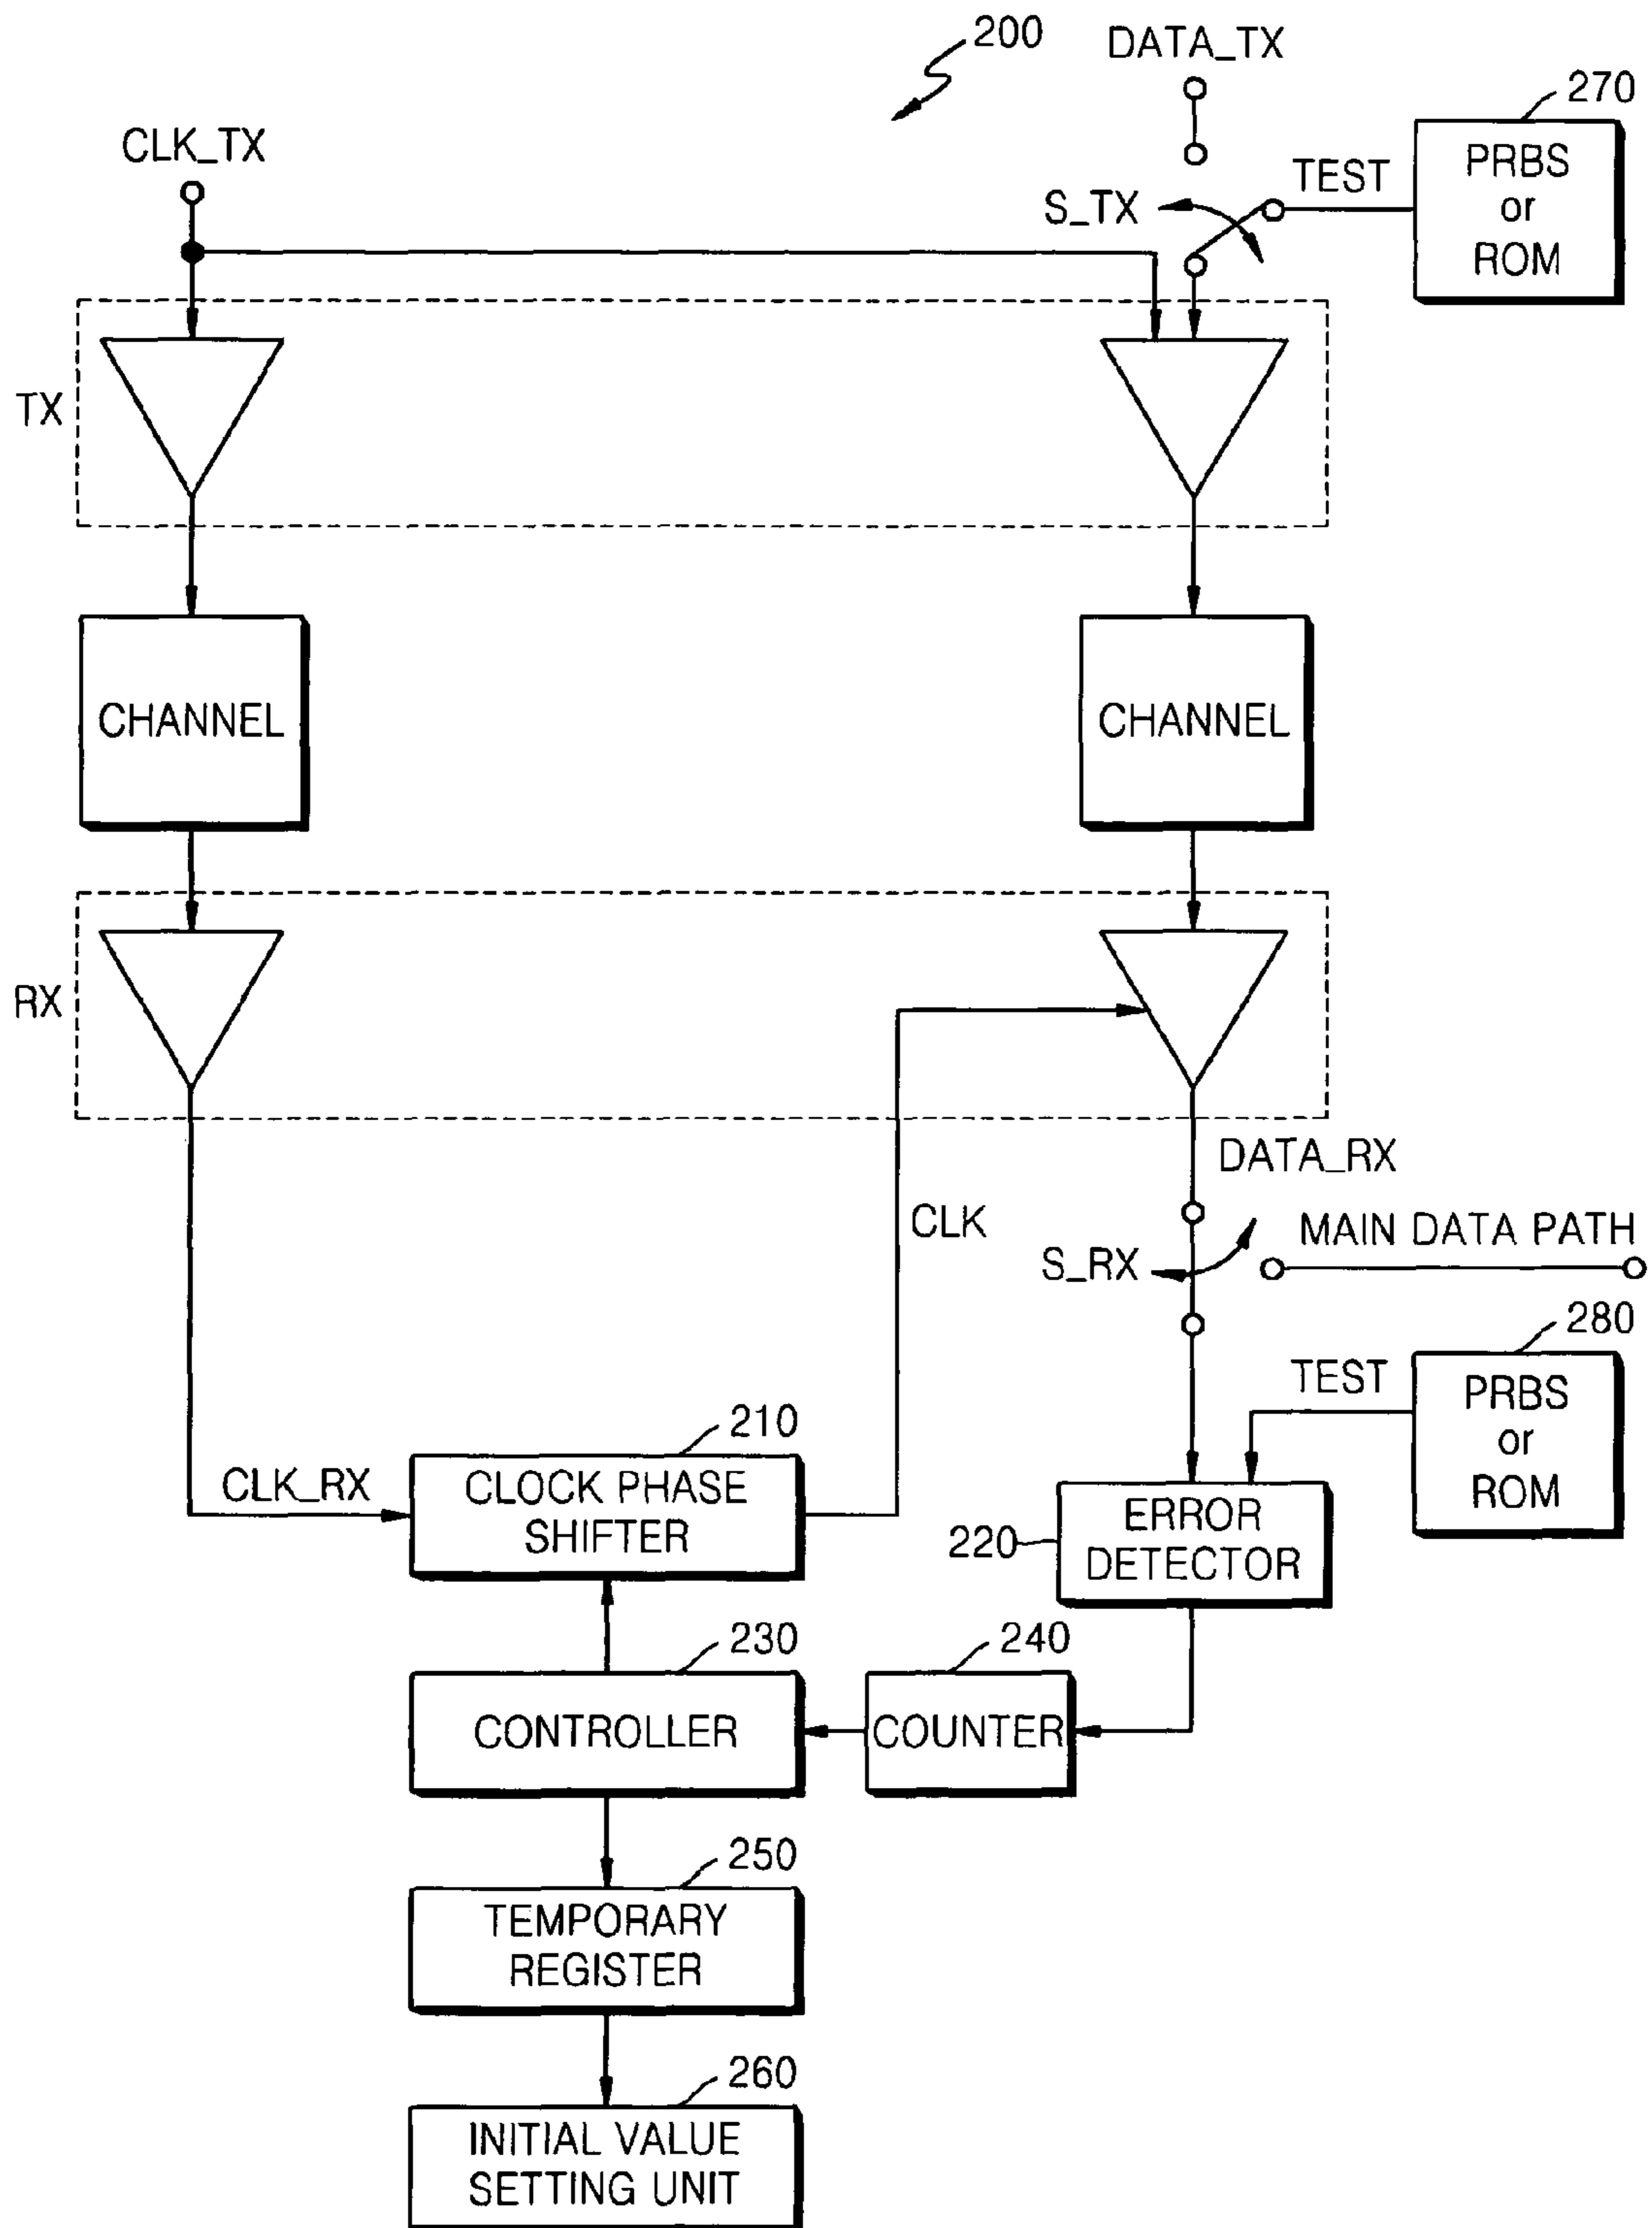 200
DATA_TX
270
CLK_TX
TEST
PRBS
or
ROM
S_TX
TX
CHANNEL
CHANNEL
RX
DATA_RX
CLK
MAIN DATA PATH
S_RX
280
TEST
PRBS
or
ROM
210
CLK_RX
CLOCK PHASE
SHIFTER
220
ERROR
DETECTOR
230
240
CONTROLLER
COUNTER
250
TEMPORARY
REGISTER
260
INITIAL VALUE
SETTING UNIT